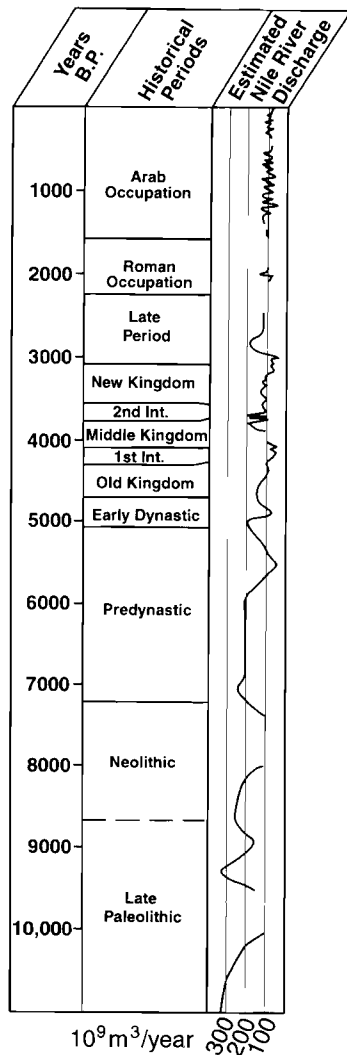 Years
B.P.
Historical
Periods
Estimated
Nile River
Discharge
Arab
Occupation
1000
Roman
Occupation
2000
Late
Period
3000
New Kingdom
2nd Int.
Middle Kingdom
4000
1st Int.
Old Kingdom
Early Dynastic
5000
Predynastic
6000
7000
Neolithic
8000
9000
Late
Paleolithic
10,000
10⁹ m³/year
300
200
100